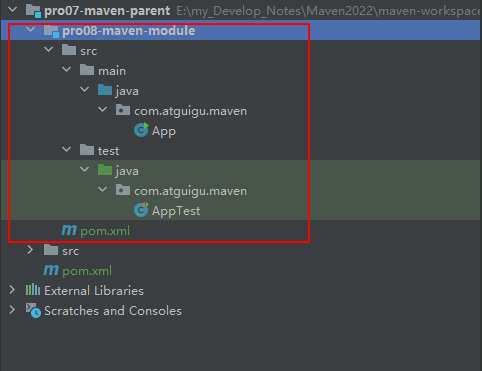 pro07-maven-parent E:\my_Develop_Notes\Maven2022\maven-workspace
pro08-maven-module
src
main
java
com.atguigu.maven
App
test
java
com.atguigu.maven
AppTest
pom.xml
src
pom.xml
External Libraries
Scratches and Consoles